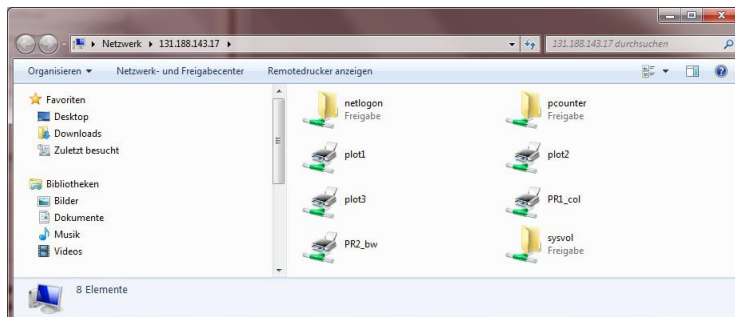 Netzwerk 131.188.143.17
131.188.143.17 durchsuchen
Organisieren Netzwerk- und Freigabecenter Remotedrucker anzeigen
Favoriten
Desktop
Downloads
Zuletzt besucht
Bibliotheken
Bilder
Dokumente
Musik
Videos
netlogon
Freigabe
pcounter
Freigabe
plot1
plot2
plot3
PR1_col
PR2_bw
sysvol
Freigabe
8 Elemente